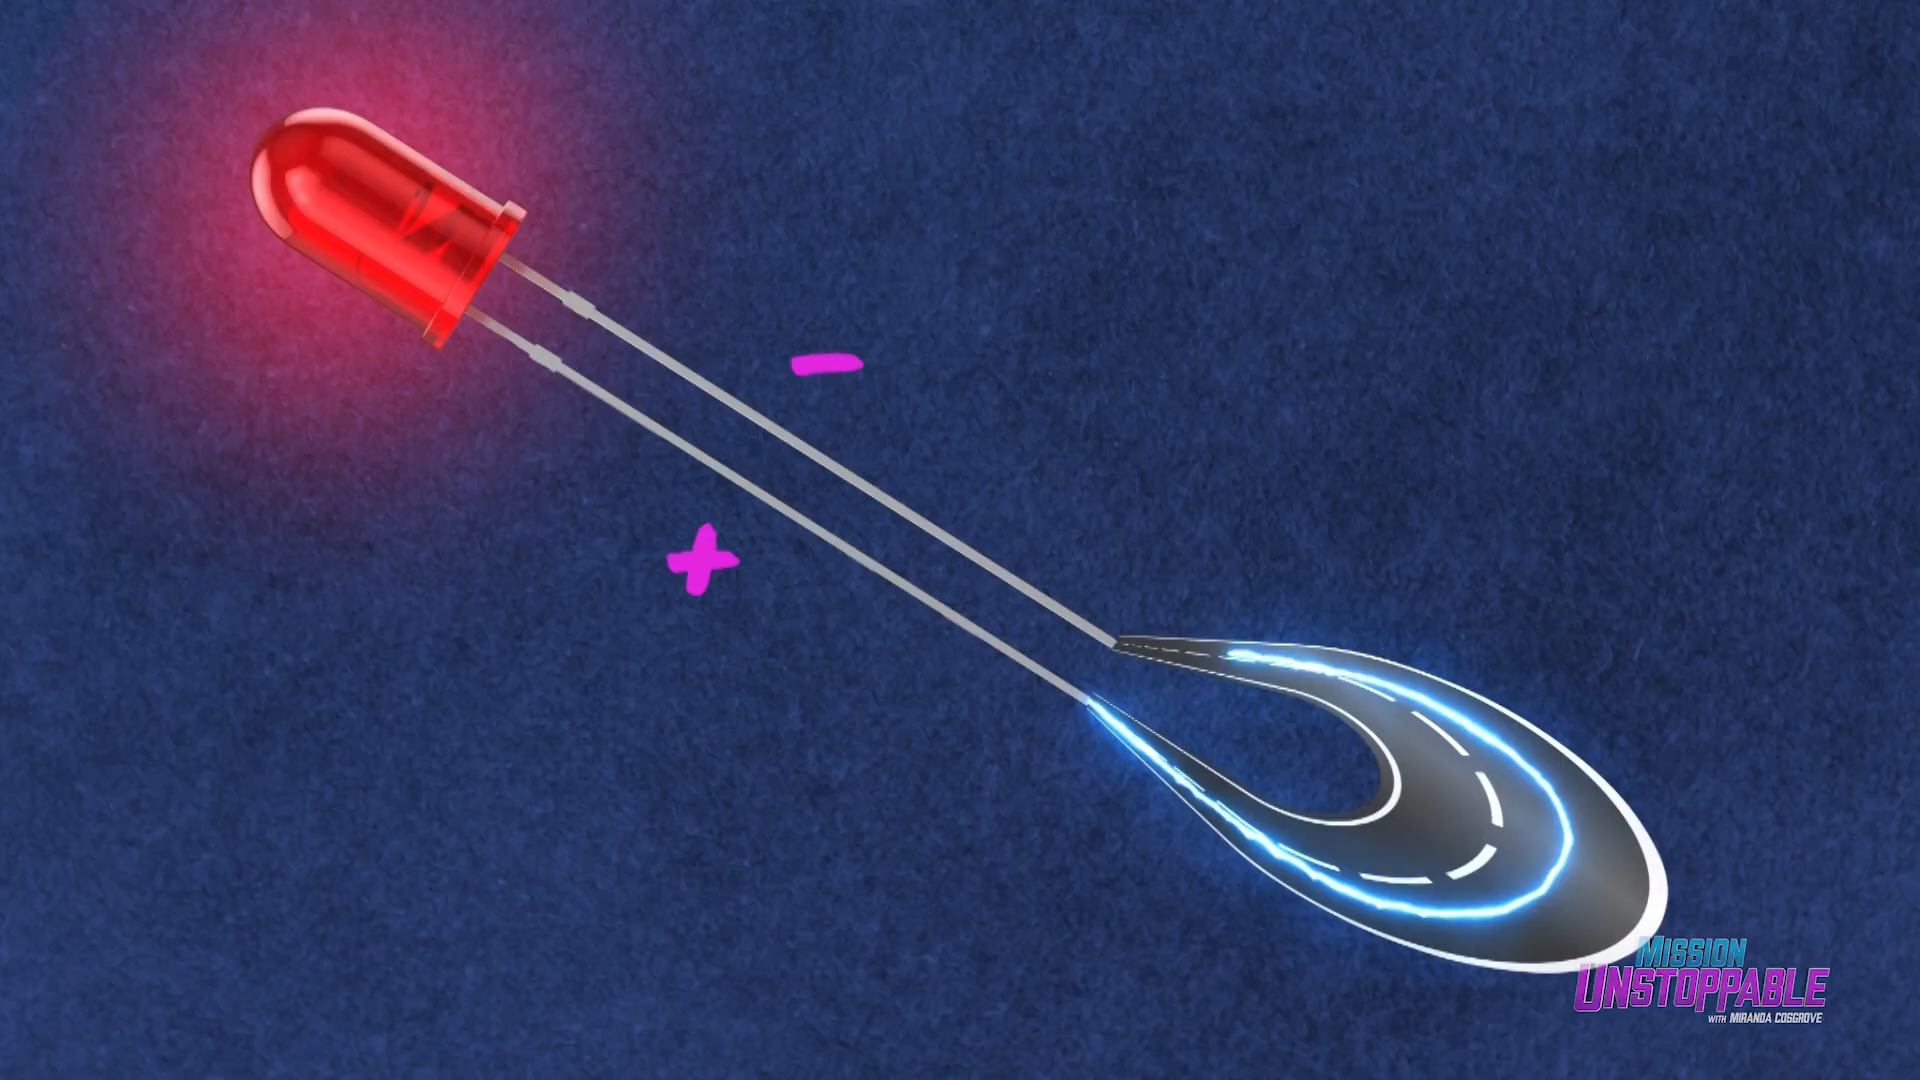 -
+
MISSION
UNSTOPPABLE
WITH MIRANDA COSGROVE